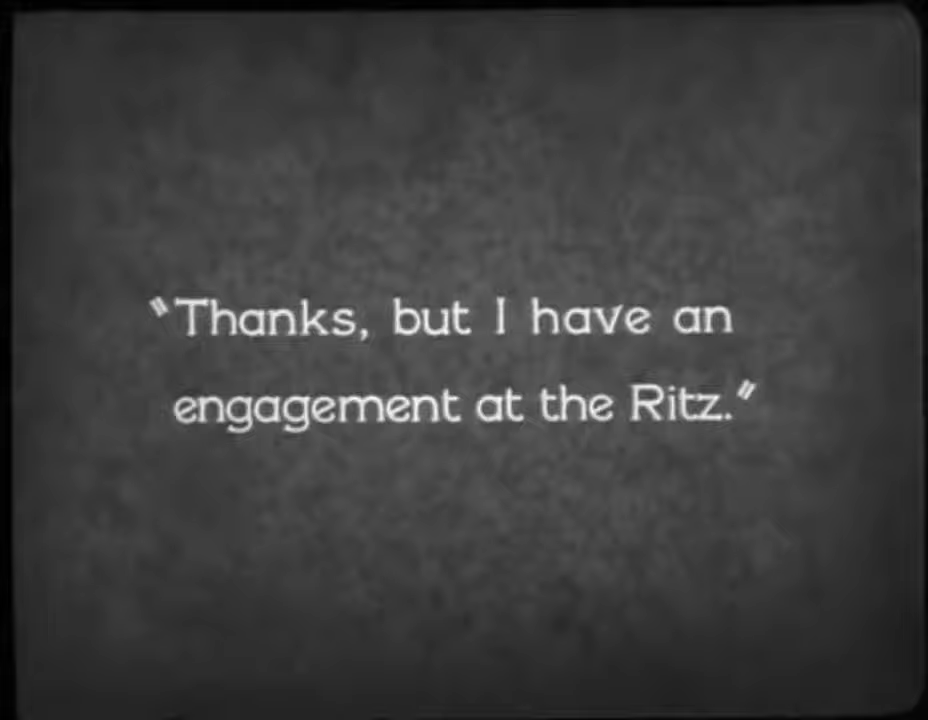 "Thanks, but I have an
engagement at the Ritz."